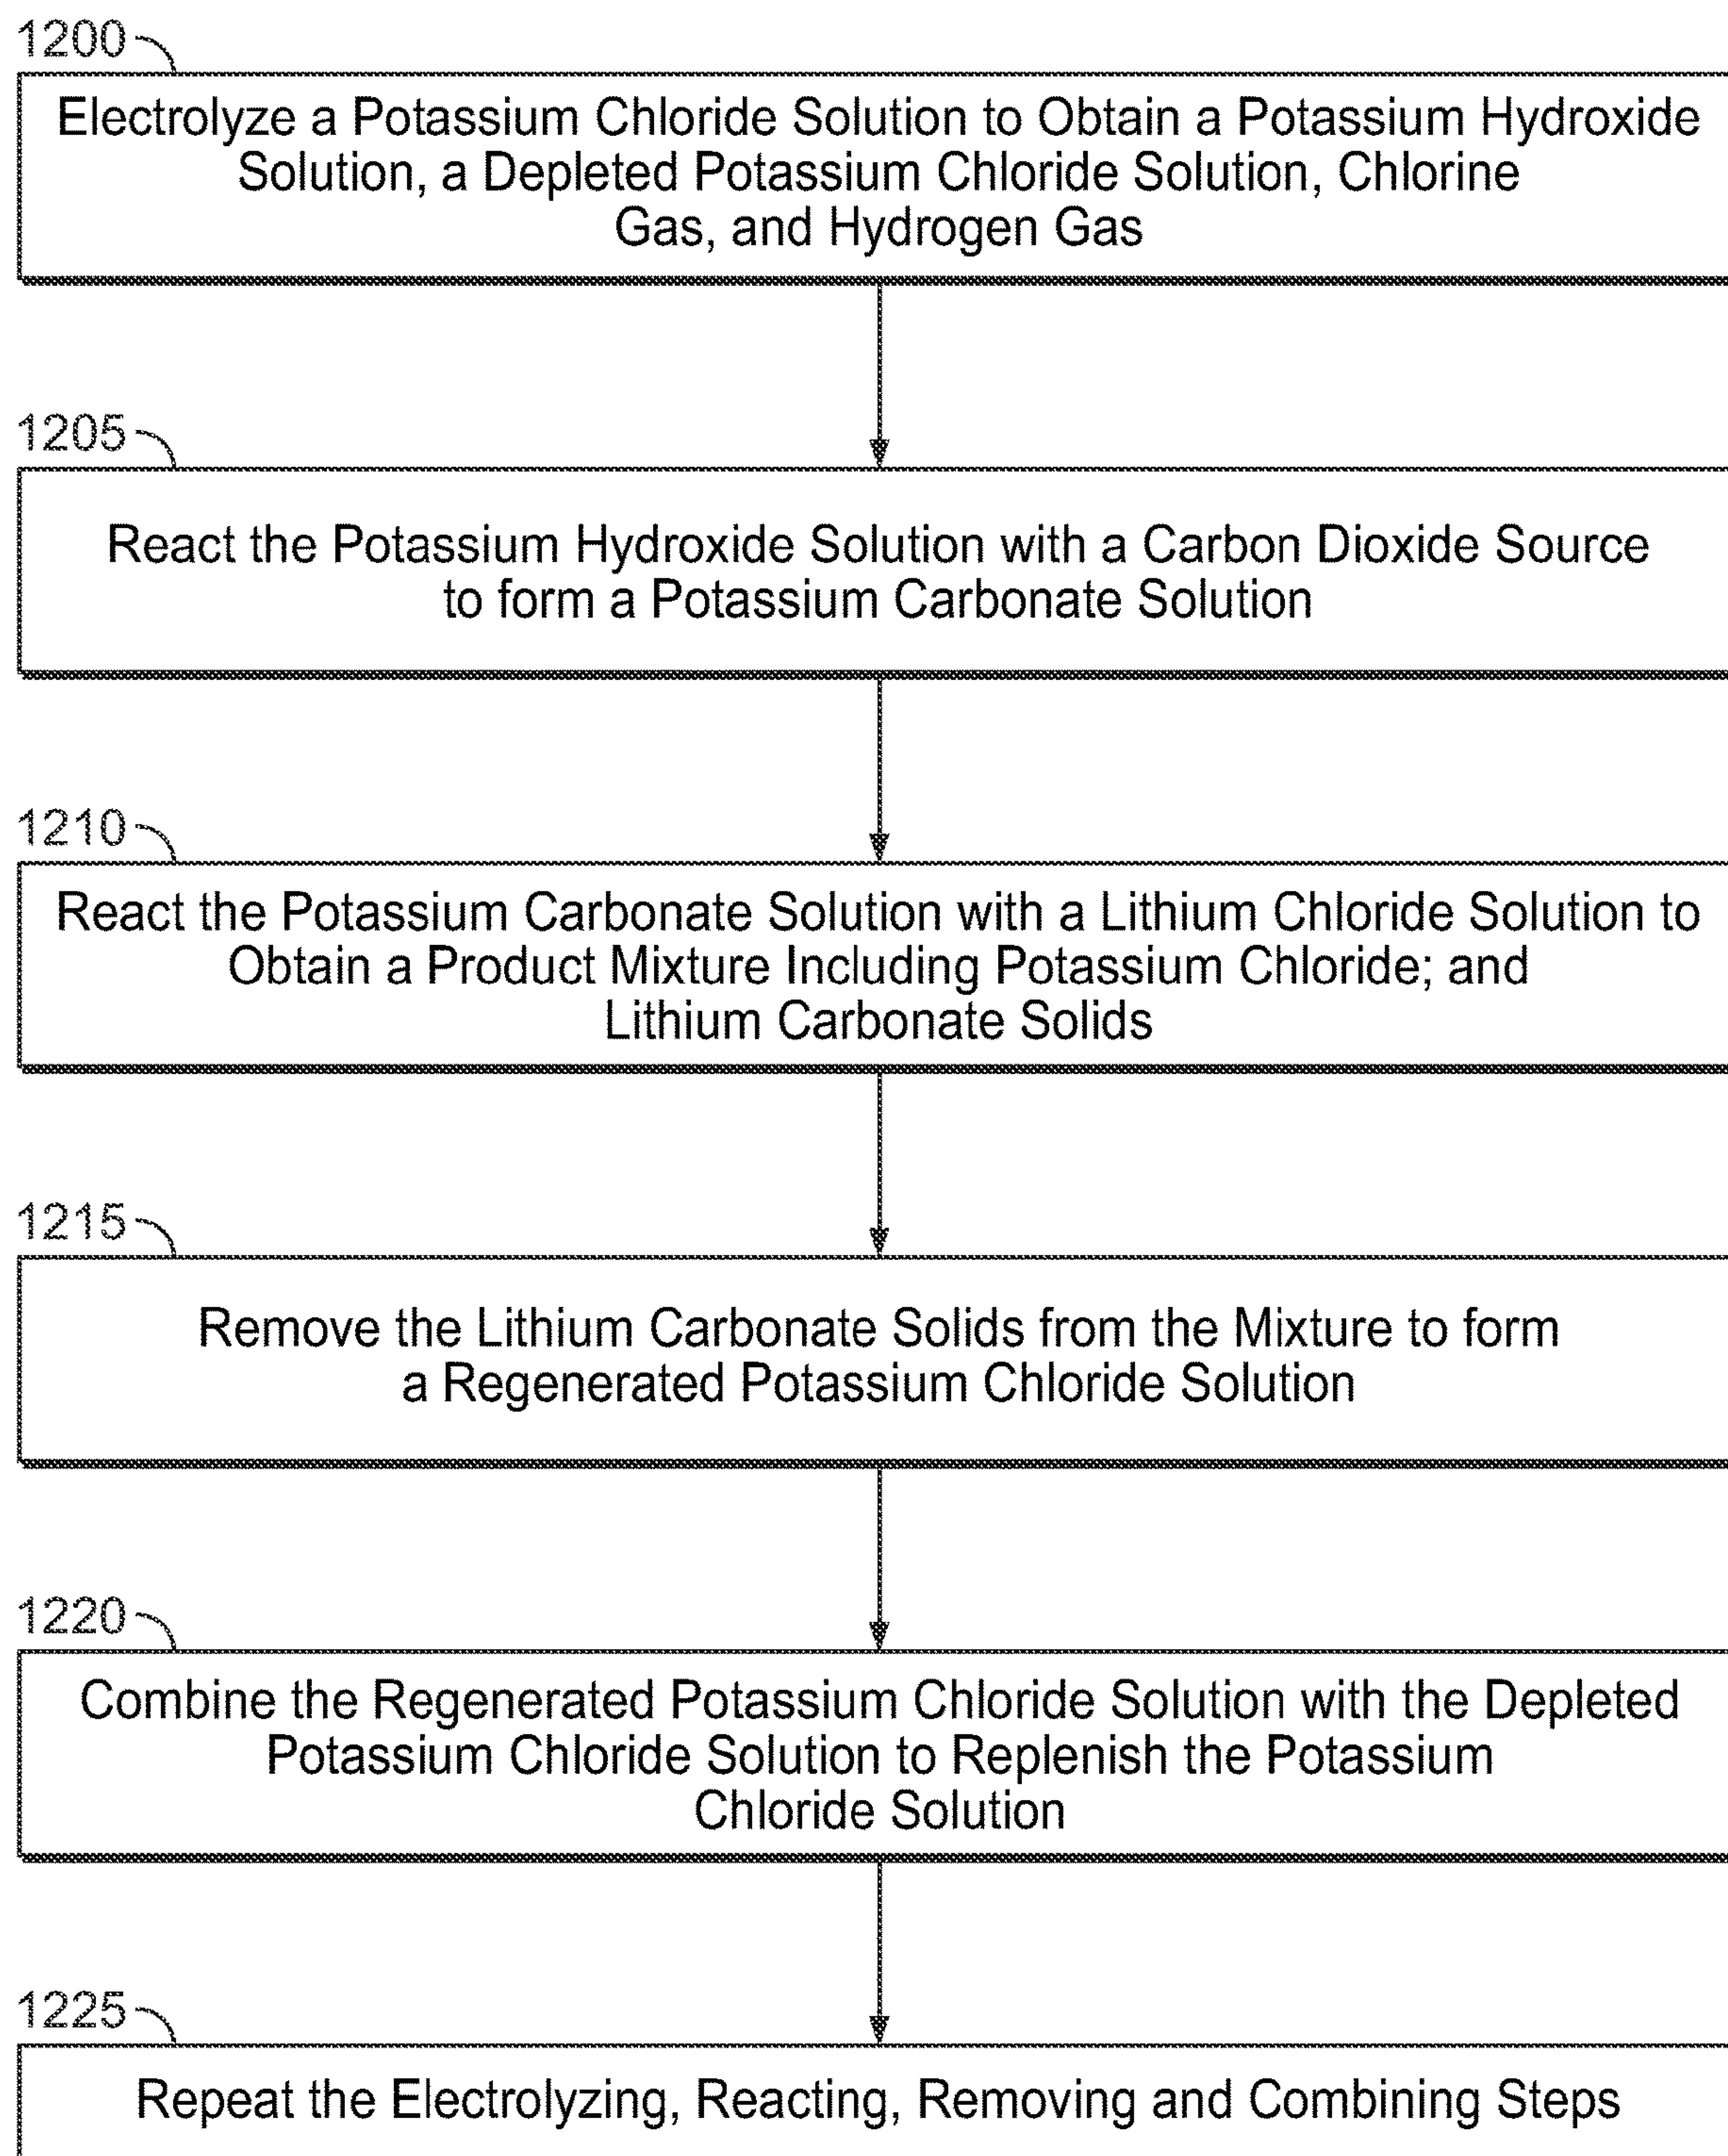 1200
Electrolyze a Potassium Chloride Solution to Obtain a Potassium Hydroxide
Solution, a Depleted Potassium Chloride Solution, Chlorine
Gas, and Hydrogen Gas
1205
React the Potassium Hydroxide Solution with a Carbon Dioxide Source
to form a Potassium Carbonate Solution
1210
React the Potassium Carbonate Solution with a Lithium Chloride Solution to
Obtain a Product Mixture Including Potassium Chloride; and
Lithium Carbonate Solids
1215
Remove the Lithium Carbonate Solids from the Mixture to form
a Regenerated Potassium Chloride Solution
1220
Combine the Regenerated Potassium Chloride Solution with the Depleted
Potassium Chloride Solution to Replenish the Potassium
Chloride Solution
1225
Repeat the Electrolyzing, Reacting, Removing and Combining Steps